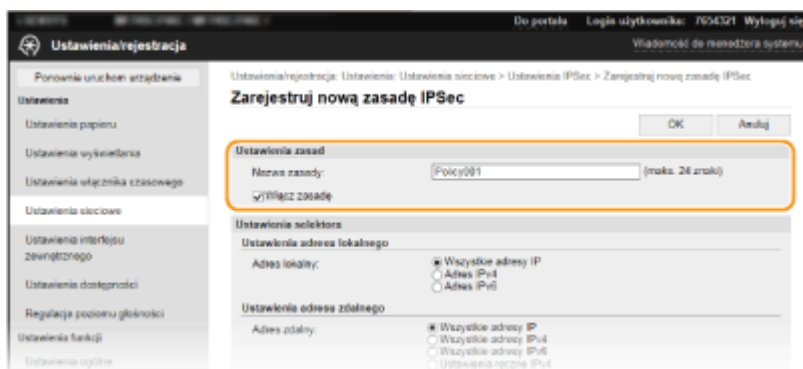 Do portalu Login użytkownika: 7654321 Wyloguj się
Ustawienia/rejestracja
Wiadomość do menedżera systemu
Ponownie uruchom urządzenie
Ustawienia
Ustawienia papieru
Ustawienia wyświetlania
Ustawienia włącznika czasowego
Ustawienia sieciowe
Ustawienia interfejsu
zewnętrznego
Ustawienia dostępności
Regulacja poziomu głośności
Ustawienia funkcji
Ustawienia ogólne
Ustawienia/rejestracja: Ustawienia: Ustawienia sieciowe > Ustawienia IPSec > Zarejestruj nową zasadę IPSec
Zarejestruj nową zasadę IPSec
OK Anuluj
Ustawienia zasad
Nazwa zasady: Policy001 (maks. 24 znaki)
Włącz zasadę
Ustawienia selektora
Ustawienia adresu lokalnego
Adres lokalny: Wszystkie adresy IP
Adres IPv4
Adres IPv6
Ustawienia adresu zdalnego
Adres zdalny: Wszystkie adresy IP
Wszystkie adresy IPv4
Wszystkie adresy IPv6
Ustawienia ręczne IPv4